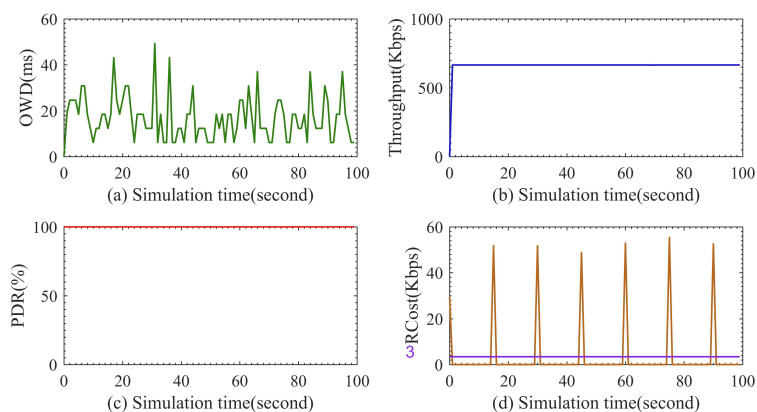 60
40
20
0
OWD(ms)
0 20 40 60 80 100
(a) Simulation time(second)
1000
500
0
Throughput(Kbps)
0 20 40 60 80 100
(b) Simulation time(second)
100
50
0
PDR(%)
0 20 40 60 80 100
(c) Simulation time(second)
60
40
20
0
3
RCost(Kbps)
0 20 40 60 80 100
(d) Simulation time(second)